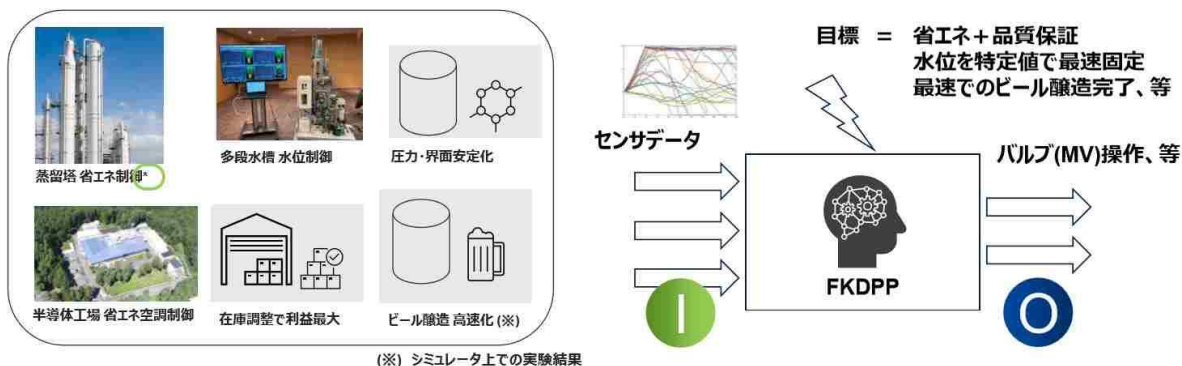 蒸留塔 省エネ制御*
多段水槽 水位制御
圧力・界面安定化
半導体工場 省エネ空調制御
在庫調整で利益最大
ビール醸造 高速化 (※)
(※) シミュレータ上での実験結果
目標 = 省エネ+品質保証
水位を特定値で最速固定
最速でのビール醸造完了、等
センサデータ
バルブ(MV)操作、等
FKDPP
I
O